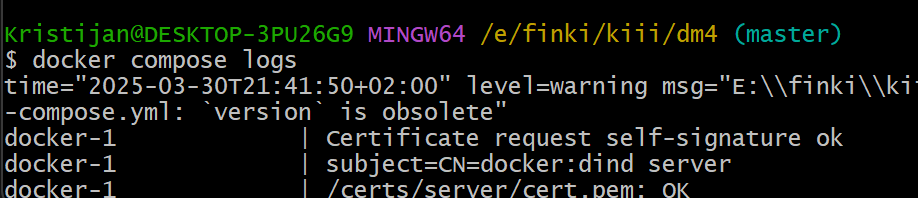 Kristijan@DESKTOP-3PU26G9 MINGW64 /e/finki/kiii/dm4 (master)
$ docker compose logs
time="2025-03-30T21:41:50+02:00" level=warning msg="E:\\finki\\kii
-compose.yml: `version` is obsolete"
docker-1 | Certificate request self-signature ok
docker-1 | subject=CN=docker:dind server
docker-1 | /certs/server/cert.pem: OK